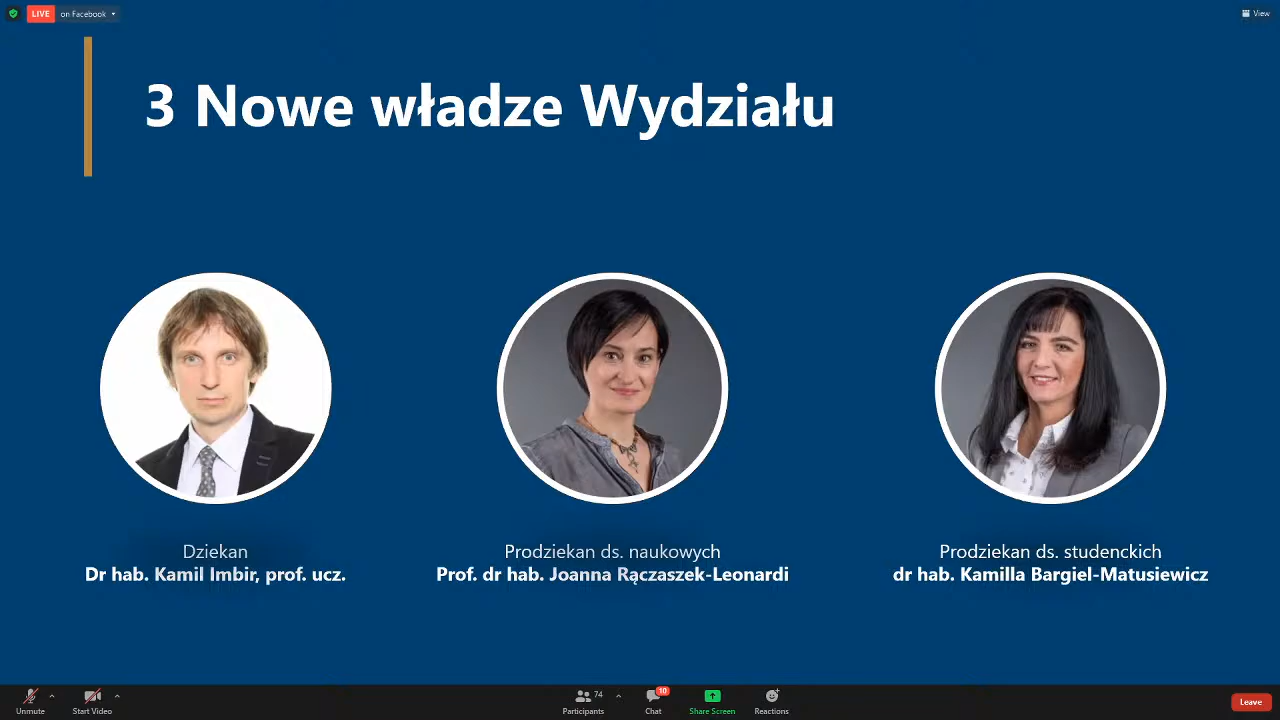 LIVE on Facebook
View
3 Nowe władze Wydziału
Dziekan
Dr hab. Kamil Imbir, prof. ucz.
Prodziekan ds. naukowych
Prof. dr hab. Joanna Rączaszek-Leonardi
Prodziekan ds. studenckich
dr hab. Kamilla Bargiel-Matusiewicz
74
10
Unmute
Start Video
Participants
Chat
Share Screen
Reactions
Leave